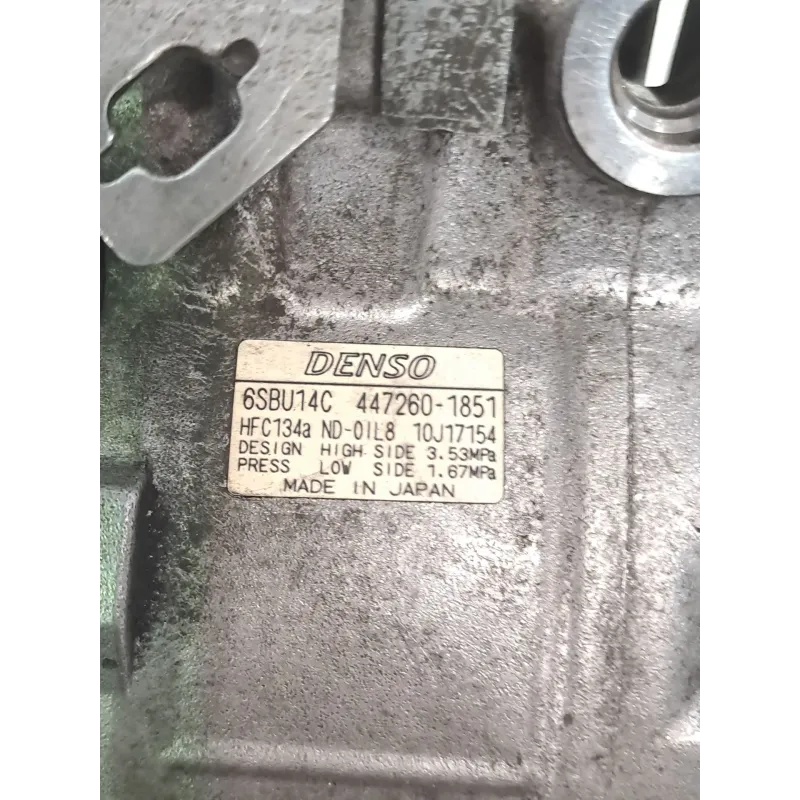 DENSO
6SBU14C 447260-1851
HFC134a ND-OIL8 10J17154
DESIGN HIGH SIDE 3.53MPa
PRESS LOW SIDE 1.67MPa
MADE IN JAPAN